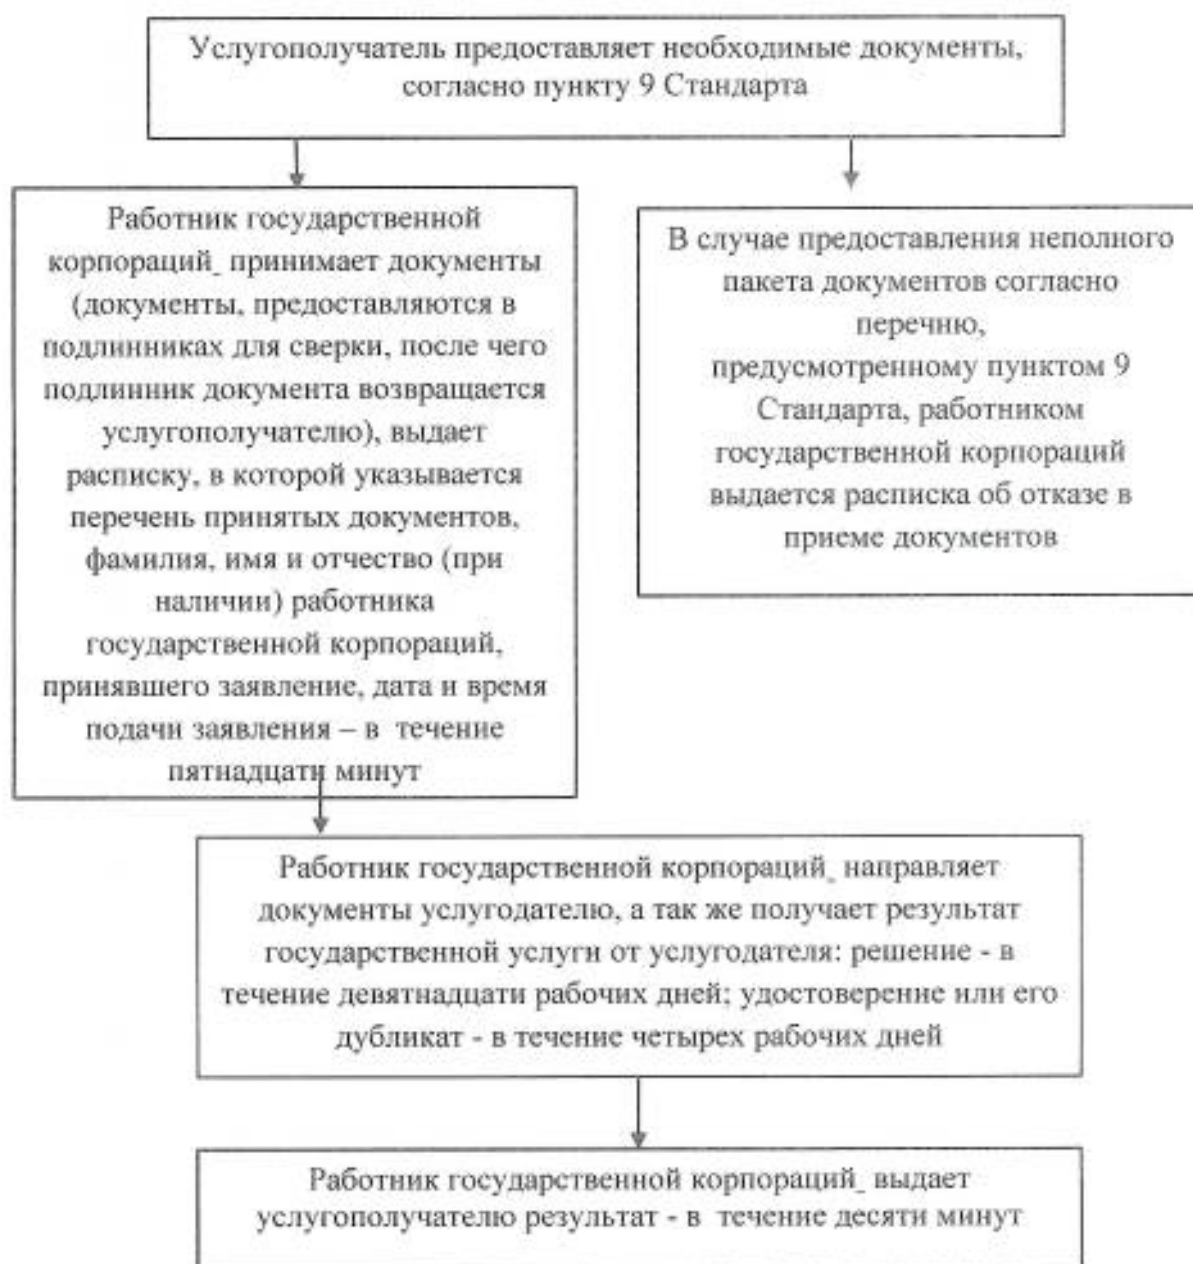 Услугополучатель предоставляет необходимые документы,
согласно пункту 9 Стандарта
Работник государственной
корпораций_ принимает документы
(документы, предоставляются в
подлинниках для сверки, после чего
подлинник документа возвращается
услугополучателю), выдает
расписку, в которой указывается
перечень принятых документов,
фамилия, имя и отчество (при
наличии) работника
государственной корпораций,
принявшего заявление, дата и время
подачи заявления – в течение
пятнадцати минут
В случае предоставления неполного
пакета документов согласно
перечню,
предусмотренному пунктом 9
Стандарта, работником
государственной корпораций
выдается расписка об отказе в
приеме документов
Работник государственной корпораций_ направляет
документы услугодателю, а так же получает результат
государственной услуги от услугодателя: решение - в
течение девятнадцати рабочих дней; удостоверение или его
дубликат - в течение четырех рабочих дней
Работник государственной корпораций_ выдает
услугополучателю результат - в течение десяти минут